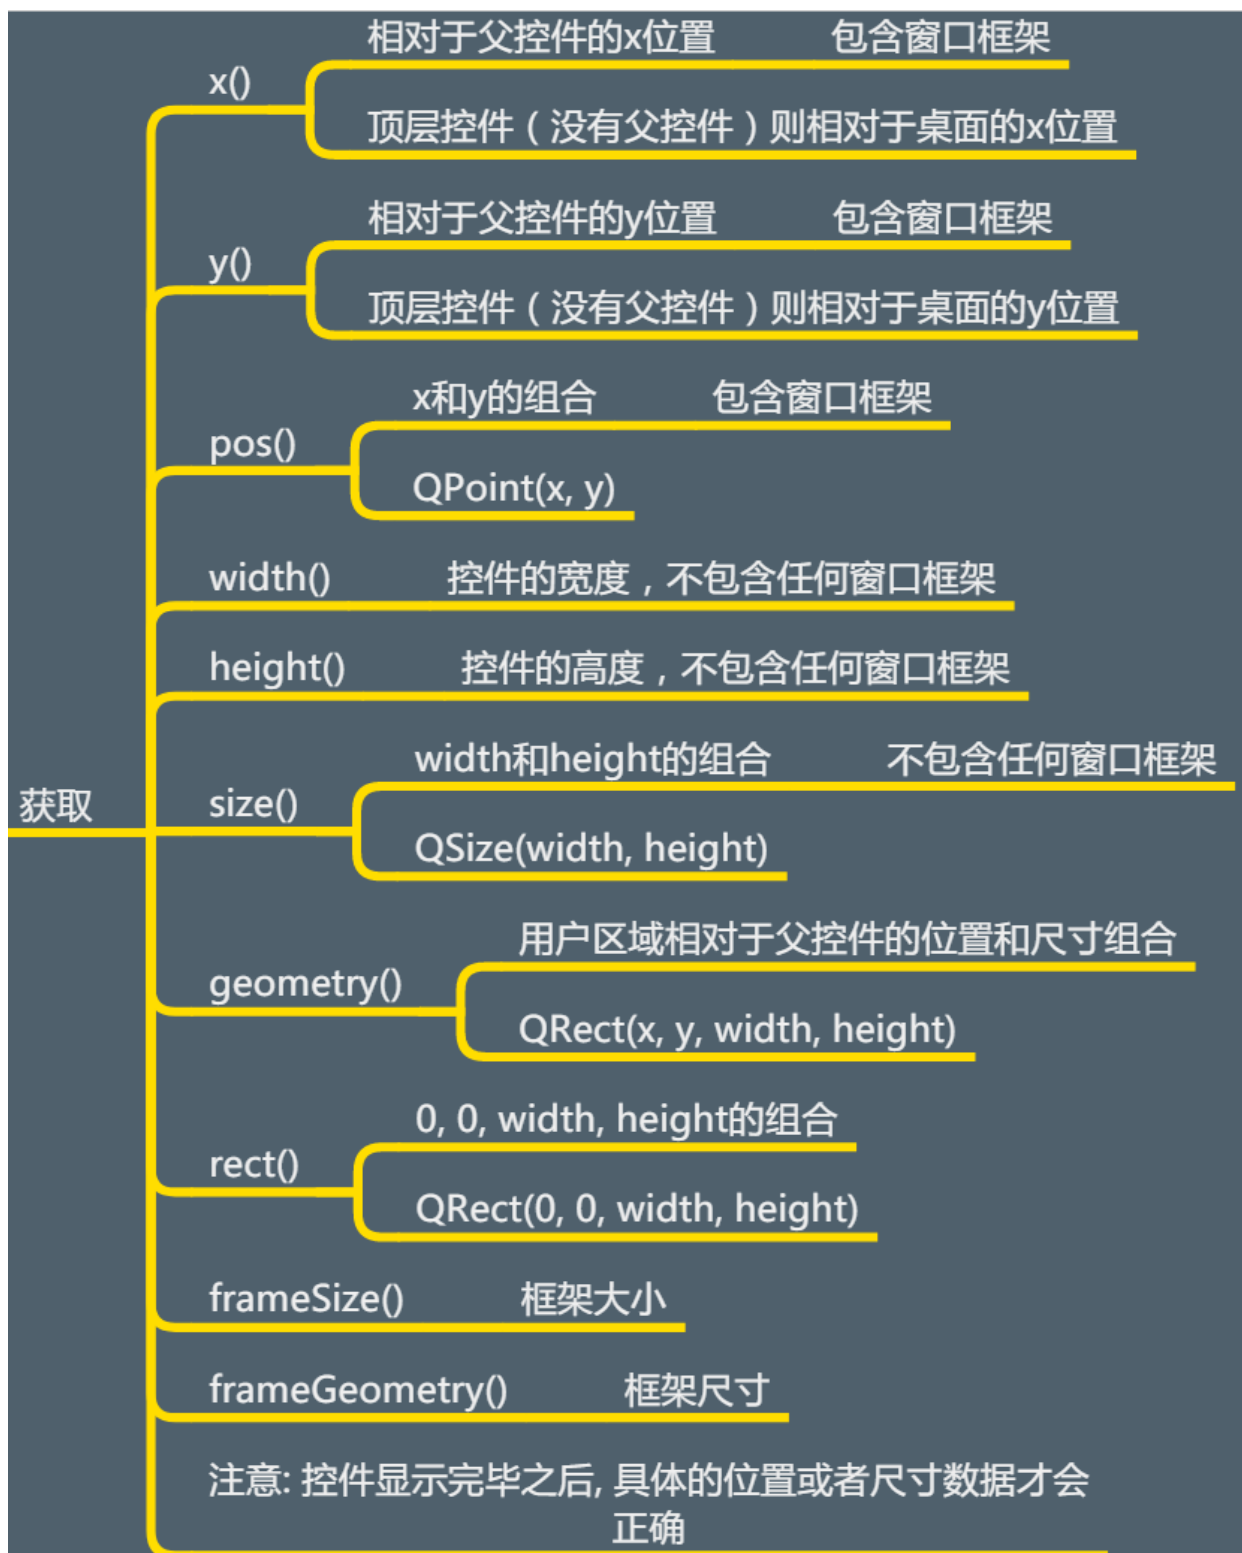 相对于父控件的x位置 包含窗口框架
x()
顶层控件（没有父控件）则相对于桌面的x位置
相对于父控件的y位置 包含窗口框架
y()
顶层控件（没有父控件）则相对于桌面的y位置
x和y的组合 包含窗口框架
pos()
QPoint(x, y)
width() 控件的宽度，不包含任何窗口框架
height() 控件的高度，不包含任何窗口框架
width和height的组合 不包含任何窗口框架
获取 size()
QSize(width, height)
用户区域相对于父控件的位置和尺寸组合
geometry()
QRect(x, y, width, height)
0, 0, width, height的组合
rect()
QRect(0, 0, width, height)
frameSize() 框架大小
frameGeometry() 框架尺寸
注意: 控件显示完毕之后, 具体的位置或者尺寸数据才会
正确